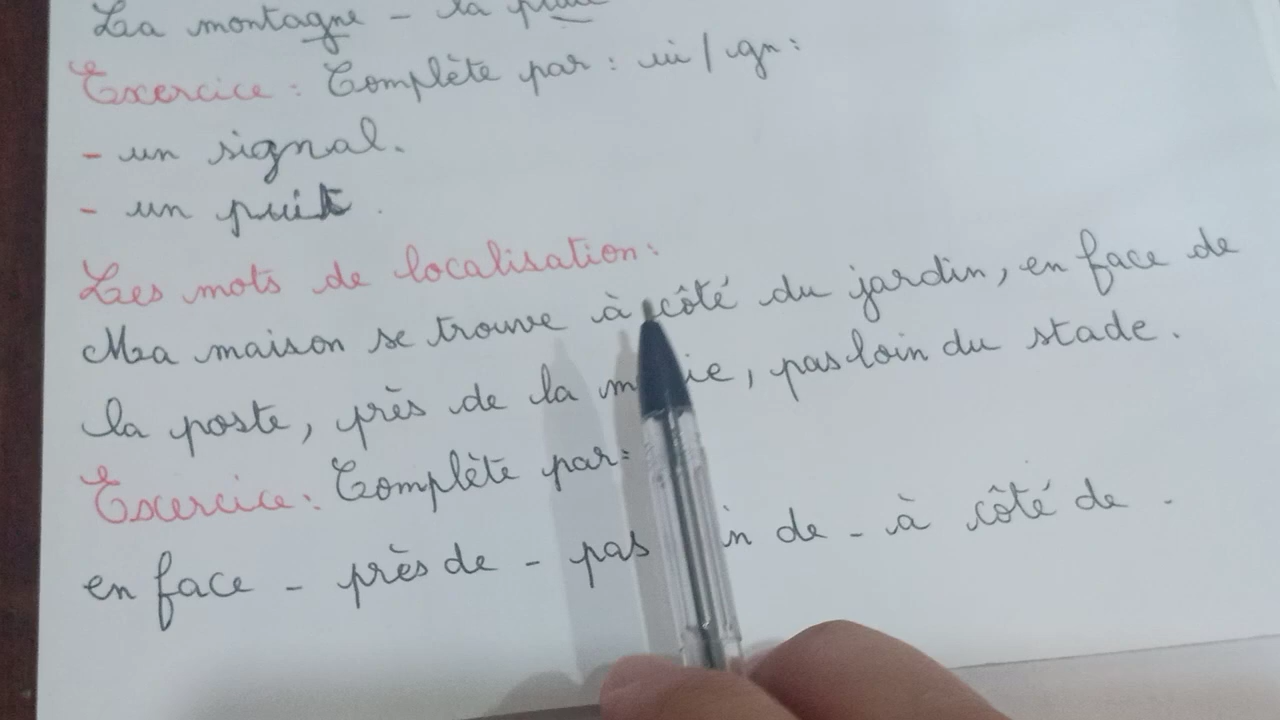 La montagne - la
Exercice : Complète par : ui / gn :
- un signal.
- un puit.
Les mots de localisation :
Ma maison se trouve à côté du jardin, en face de
la poste, près de la, pas loin du stade.
Exercice : Complète par :
en face - près de - pas de - à côté de -